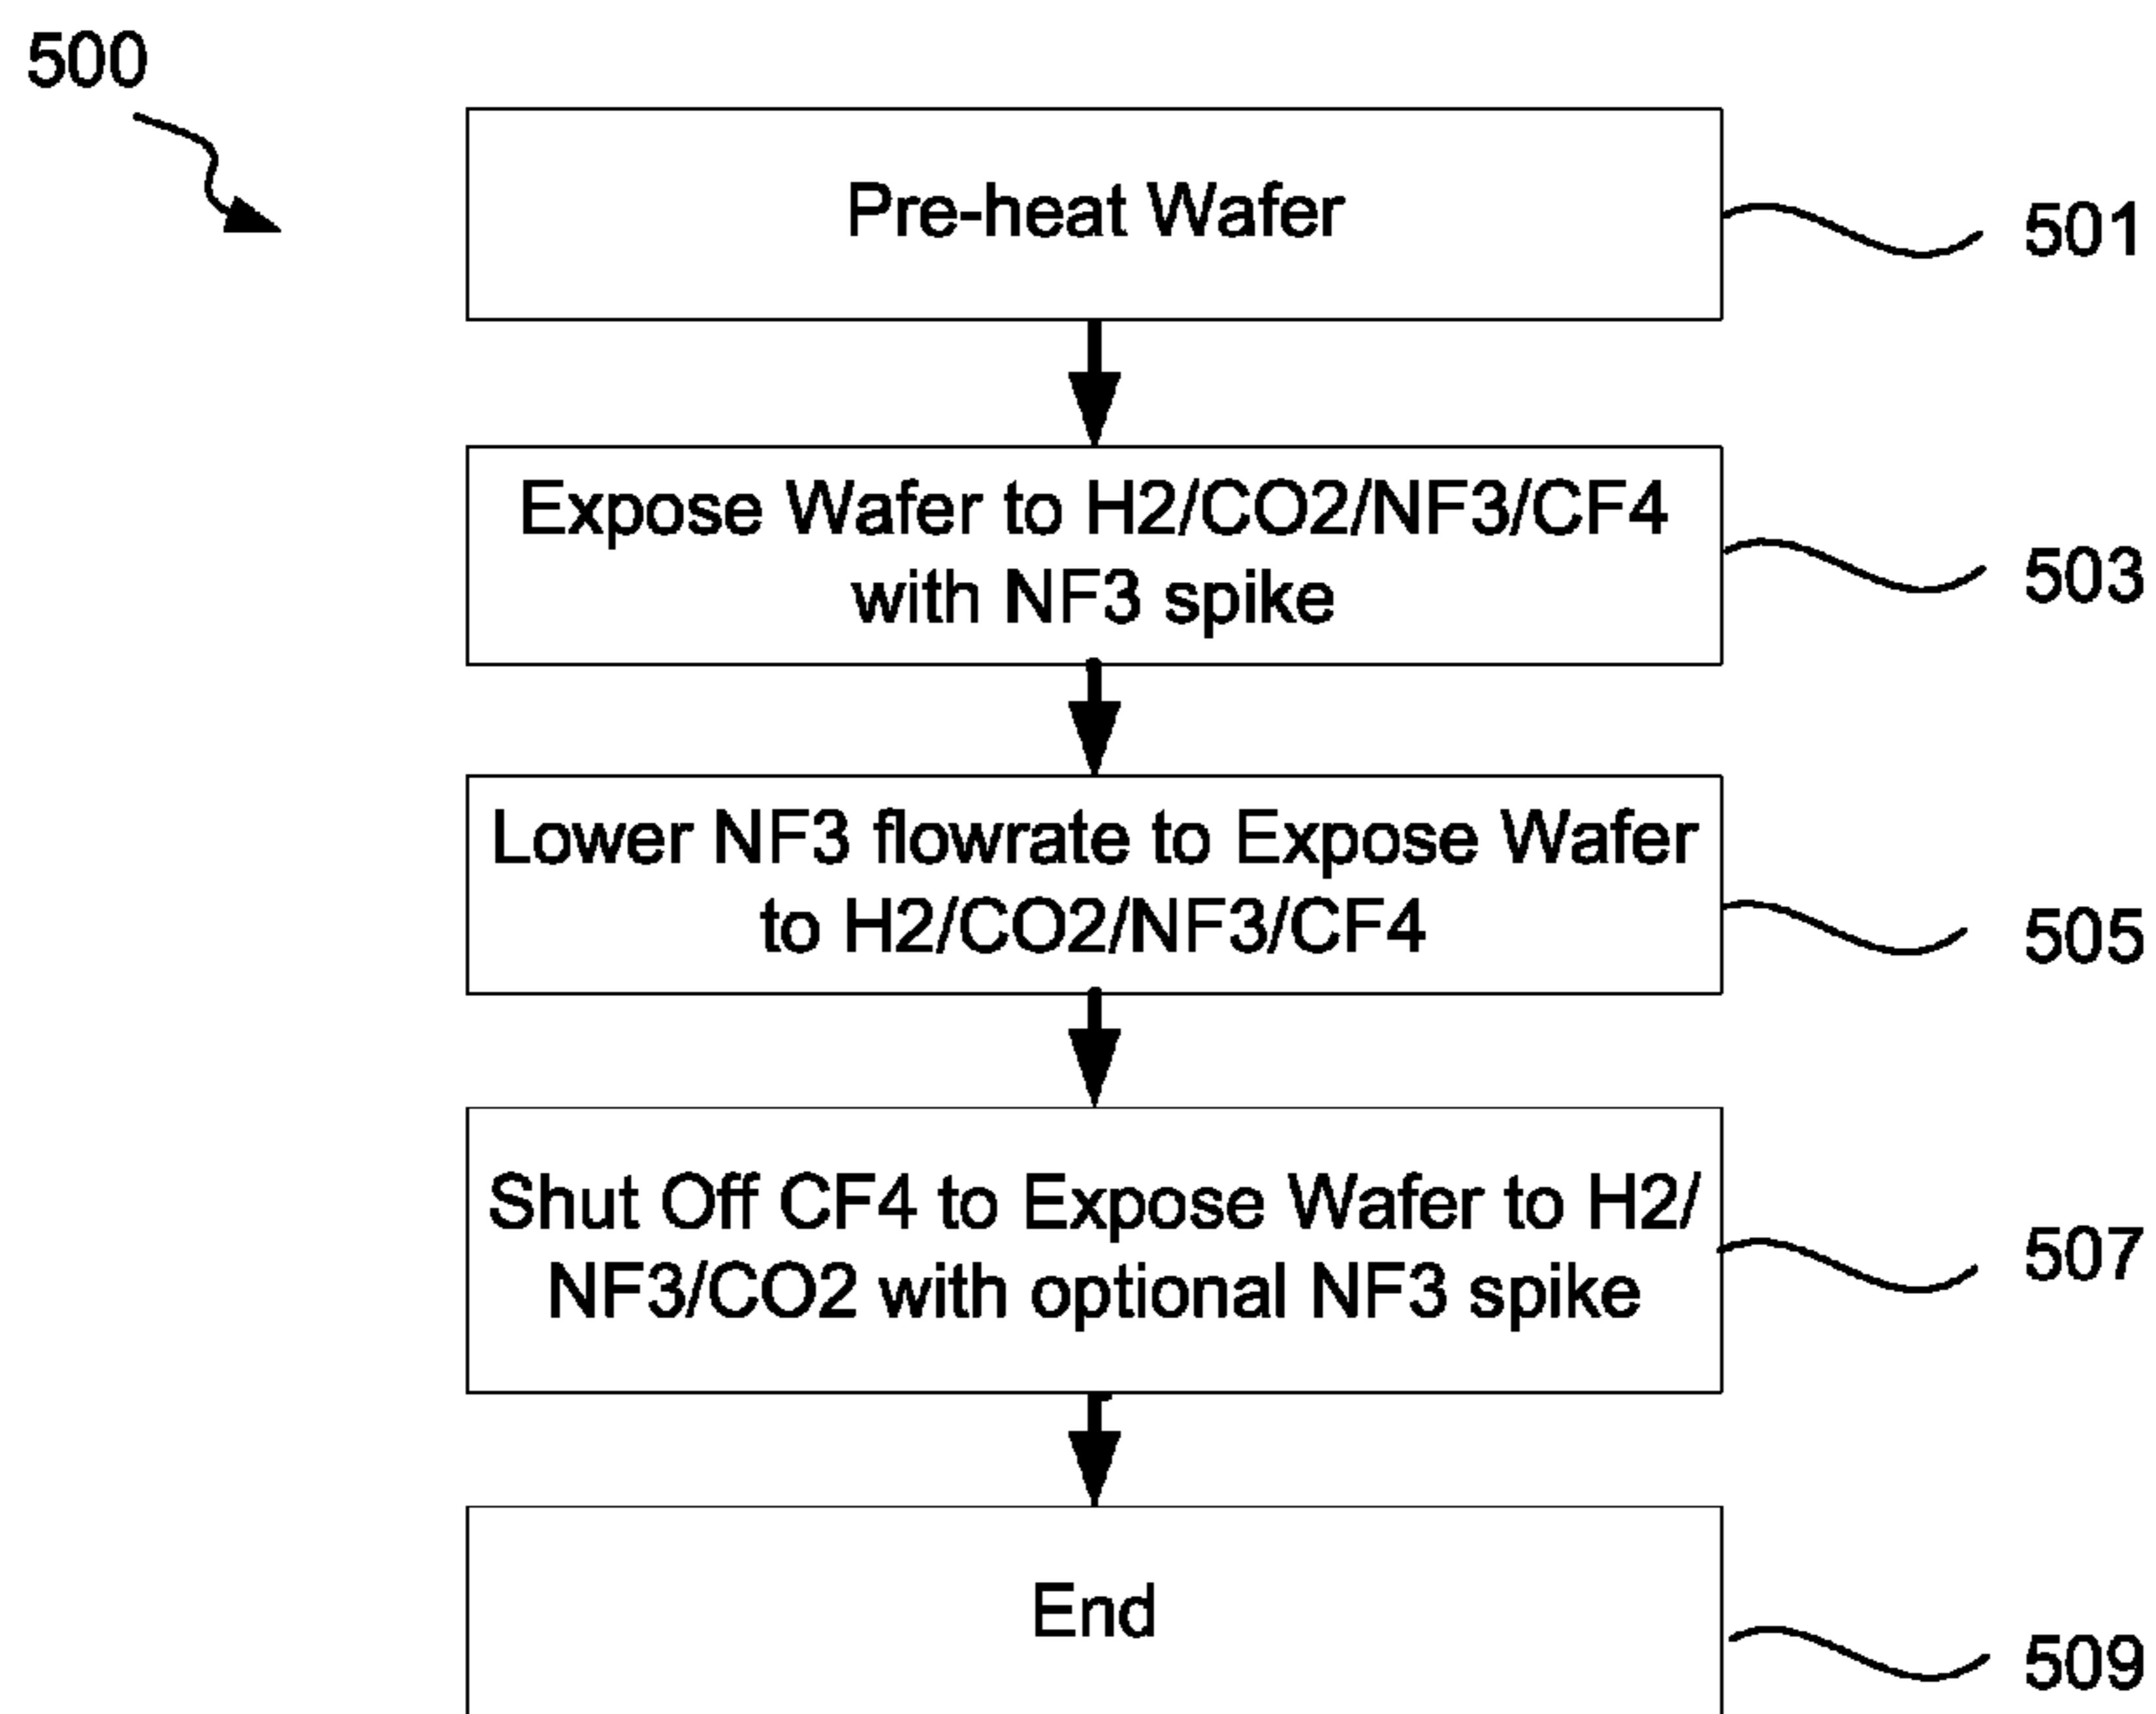 500
Pre-heat Wafer
501
Expose Wafer to H2/CO2/NF3/CF4
with NF3 spike
503
Lower NF3 flowrate to Expose Wafer
to H2/CO2/NF3/CF4
505
Shut Off CF4 to Expose Wafer to H2/
NF3/CO2 with optional NF3 spike
507
End
509